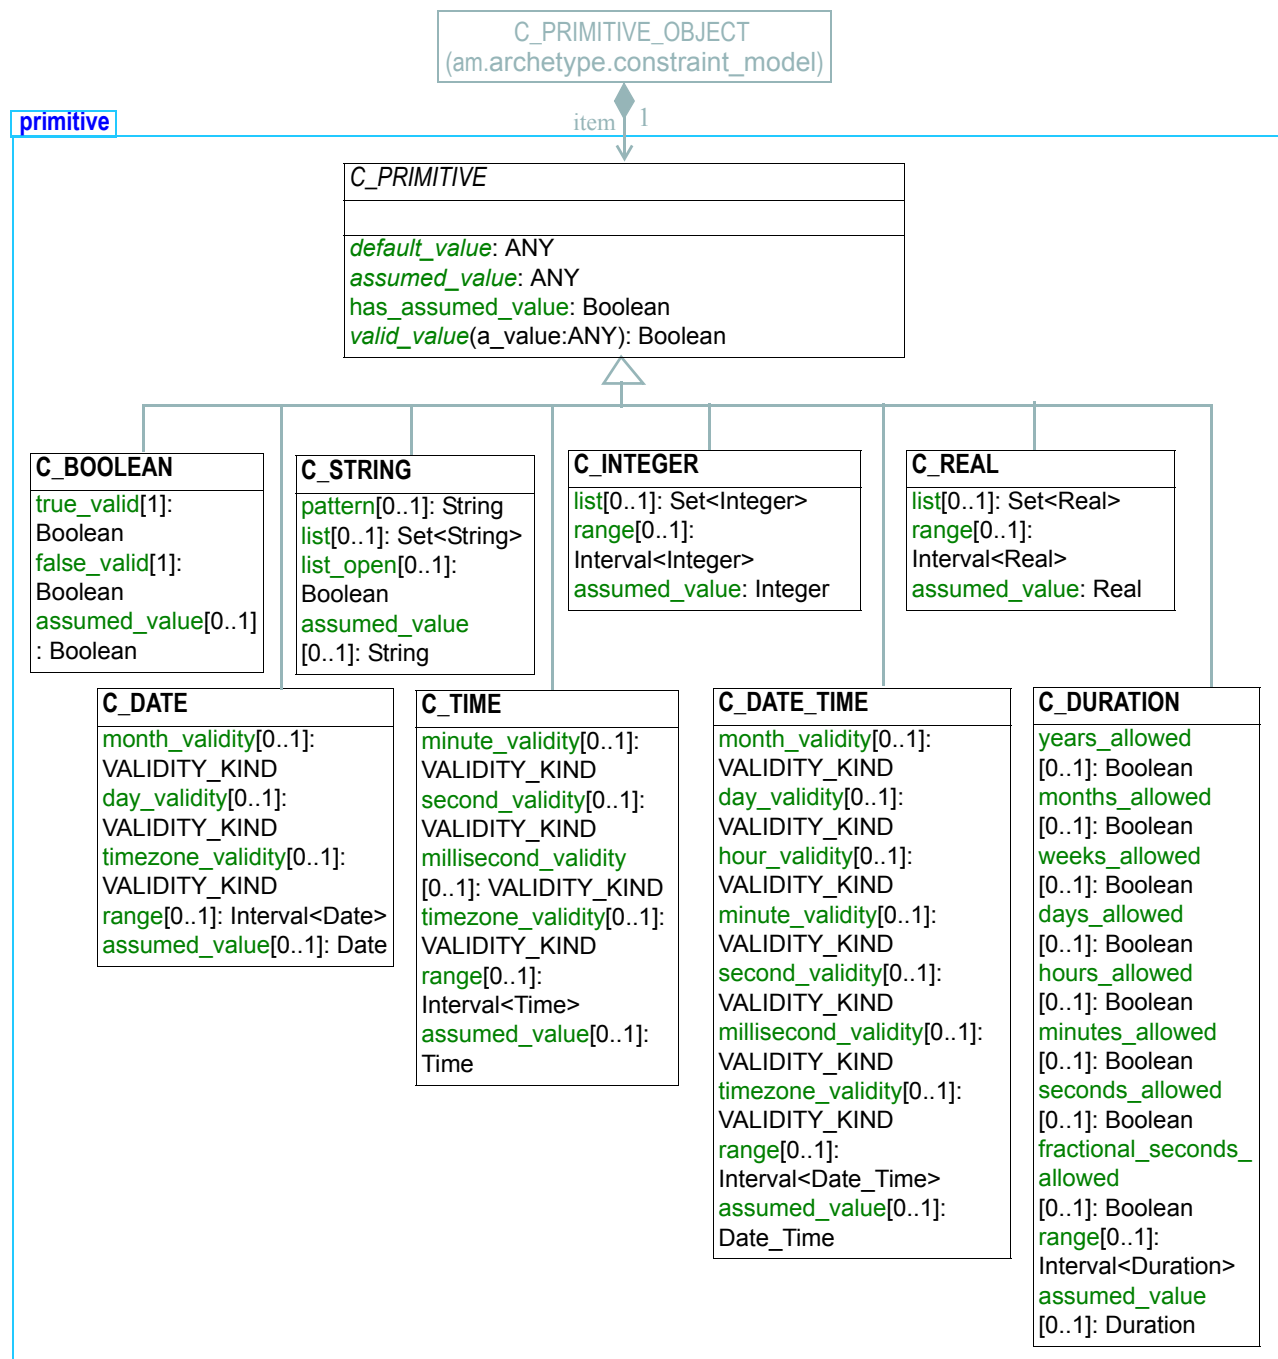 C_PRIMITIVE_OBJECT
(am.archetype.constraint_model)
primitive
item 1
C_PRIMITIVE
default_value: ANY
assumed_value: ANY
has_assumed_value: Boolean
valid_value(a_value:ANY): Boolean
C_BOOLEAN
true_valid[1]:
Boolean
false_valid[1]:
Boolean
assumed_value[0..1]
: Boolean
C_STRING
pattern[0..1]: String
list[0..1]: Set<String>
list_open[0..1]:
Boolean
assumed_value
[0..1]: String
C_INTEGER
list[0..1]: Set<Integer>
range[0..1]:
Interval<Integer>
assumed_value: Integer
C_REAL
list[0..1]: Set<Real>
range[0..1]:
Interval<Real>
assumed_value: Real
C_DATE
month_validity[0..1]:
VALIDITY_KIND
day_validity[0..1]:
VALIDITY_KIND
timezone_validity[0..1]:
VALIDITY_KIND
range[0..1]: Interval<Date>
assumed_value[0..1]: Date
C_TIME
minute_validity[0..1]:
VALIDITY_KIND
second_validity[0..1]:
VALIDITY_KIND
millisecond_validity
[0..1]: VALIDITY_KIND
timezone_validity[0..1]:
VALIDITY_KIND
range[0..1]:
Interval<Time>
assumed_value[0..1]:
Time
C_DATE_TIME
month_validity[0..1]:
VALIDITY_KIND
day_validity[0..1]:
VALIDITY_KIND
hour_validity[0..1]:
VALIDITY_KIND
minute_validity[0..1]:
VALIDITY_KIND
second_validity[0..1]:
VALIDITY_KIND
millisecond_validity[0..1]:
VALIDITY_KIND
timezone_validity[0..1]:
VALIDITY_KIND
range[0..1]:
Interval<Date_Time>
assumed_value[0..1]:
Date_Time
C_DURATION
years_allowed
[0..1]: Boolean
months_allowed
[0..1]: Boolean
weeks_allowed
[0..1]: Boolean
days_allowed
[0..1]: Boolean
hours_allowed
[0..1]: Boolean
minutes_allowed
[0..1]: Boolean
seconds_allowed
[0..1]: Boolean
fractional_seconds_
allowed
[0..1]: Boolean
range[0..1]:
Interval<Duration>
assumed_value
[0..1]: Duration